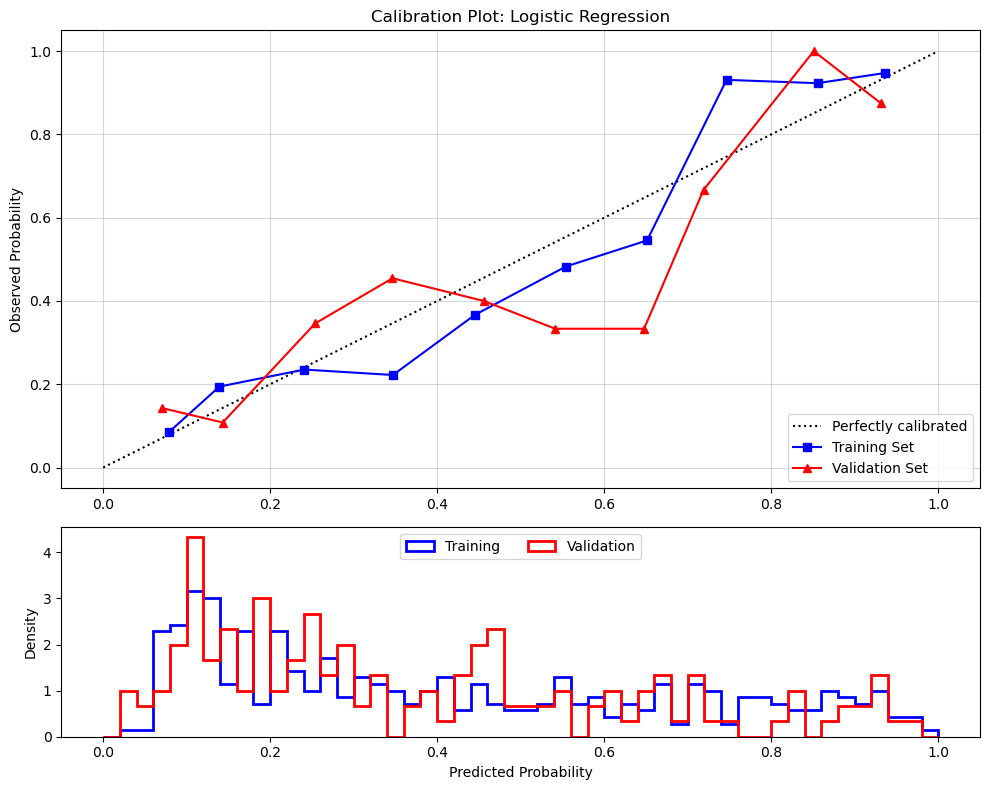 Calibration Plot: Logistic Regression
1.0
0.8
0.6
0.4
0.2
0.0
Observed Probability
Perfectly calibrated
Training Set
Validation Set
0.0 0.2 0.4 0.6 0.8 1.0
Training Validation
4
3
2
1
0
Density
0.0 0.2 0.4 0.6 0.8 1.0
Predicted Probability